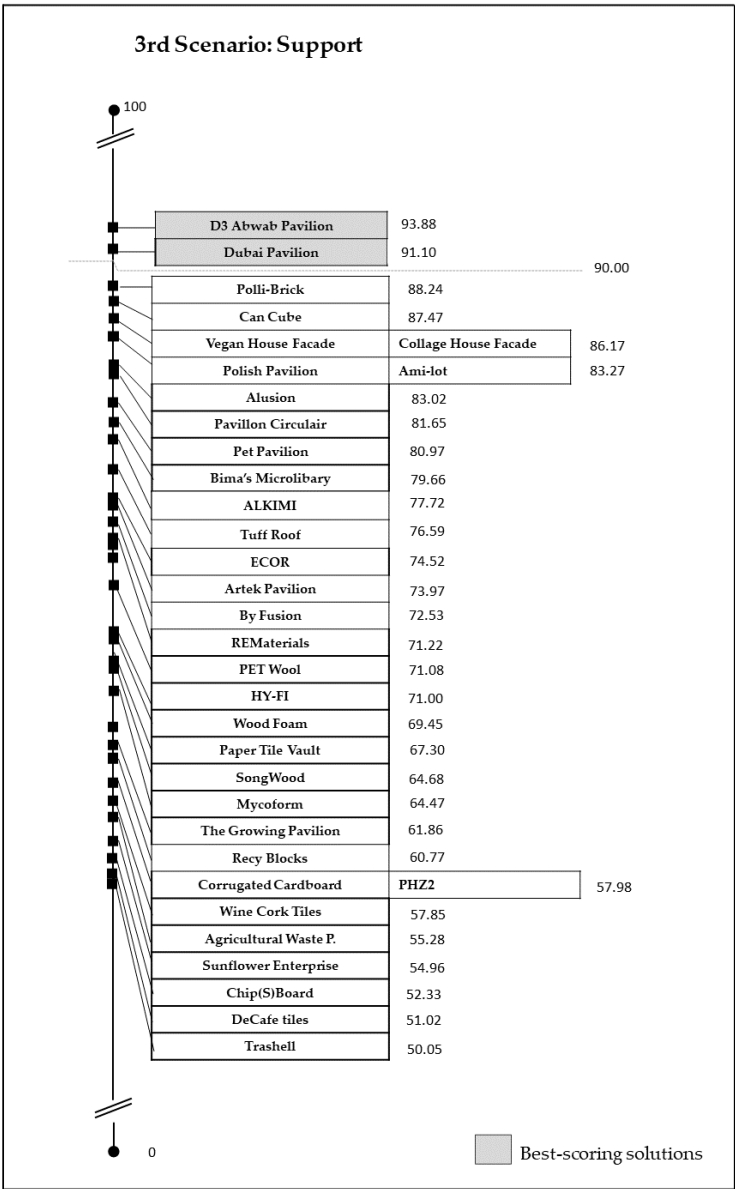 3rd Scenario: Support
100
D3 Abwab Pavilion 93.88
Dubai Pavilion 91.10
90.00
Polli-Brick 88.24
Can Cube 87.47
Vegan House Facade Collage House Facade 86.17
Polish Pavilion Ami-lot 83.27
Alusion 83.02
Pavillon Circulair 81.65
Pet Pavilion 80.97
Bima's Microlibary 79.66
ALKIMI 77.72
Tuff Roof 76.59
ECOR 74.52
Artek Pavilion 73.97
By Fusion 72.53
REMaterials 71.22
PET Wool 71.08
HY-FI 71.00
Wood Foam 69.45
Paper Tile Vault 67.30
SongWood 64.68
Mycoform 64.47
The Growing Pavilion 61.86
Recy Blocks 60.77
Corrugated Cardboard PHZ2 57.98
Wine Cork Tiles 57.85
Agricultural Waste P. 55.28
Sunflower Enterprise 54.96
Chip(S)Board 52.33
DeCafe tiles 51.02
Trashell 50.05
0
Best-scoring solutions